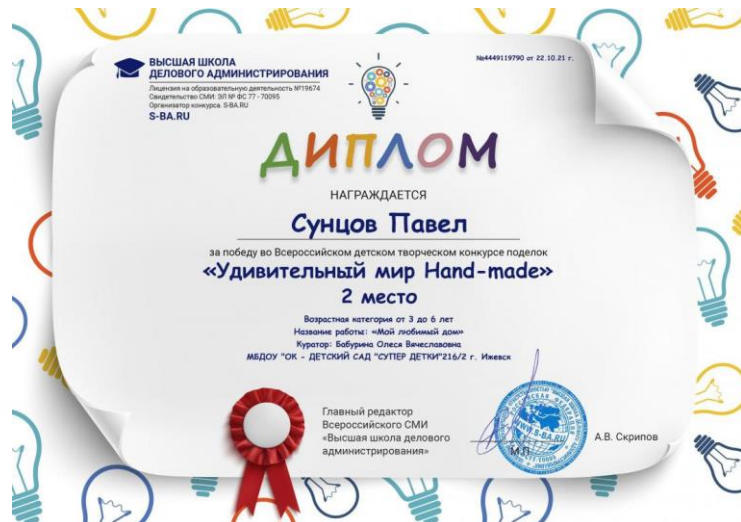 ВЫСШАЯ ШКОЛА
ДЕЛОВОГО АДМИНИСТРИРОВАНИЯ
Лицензия на образовательную деятельность №19674
Свидетельство СМИ: ЭЛ № ФС 77 - 70095
Организатор конкурса. S-BA.RU
S-BA.RU
№4449119790 от 22.10.21 г.
ДИПЛОМ
НАГРАЖДАЕТСЯ
Сунцов Павел
за победу во Всероссийском детском творческом конкурсе поделок
«Удивительный мир Hand-made»
2 место
Возрастная категория от 3 до 6 лет
Название работы: «Мой любимый дом»
Куратор: Бабурина Олеся Вячеславовна
МБДОУ "ОК - ДЕТСКИЙ САД "СУПЕР ДЕТКИ"216/2 г. Ижевск
Главный редактор
Всероссийского СМИ
«Высшая школа делового
администрирования»
М.П.
WWW.S-BA.RU
А.В. Скрипов